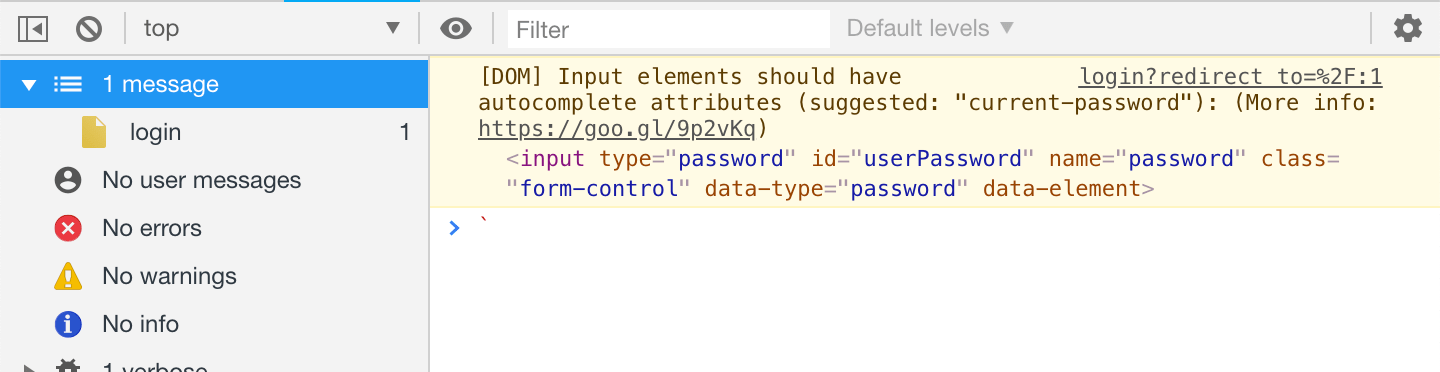 top Filter Default levels
1 message
login 1
No user messages
No errors
No warnings
No info
1 verbose
[DOM] Input elements should have login?redirect_to=%2F:1
autocomplete attributes (suggested: "current-password"): (More info:
https://goo.gl/9p2vKq)
<input type="password" id="userPassword" name="password" class=
"form-control" data-type="password" data-element>
`